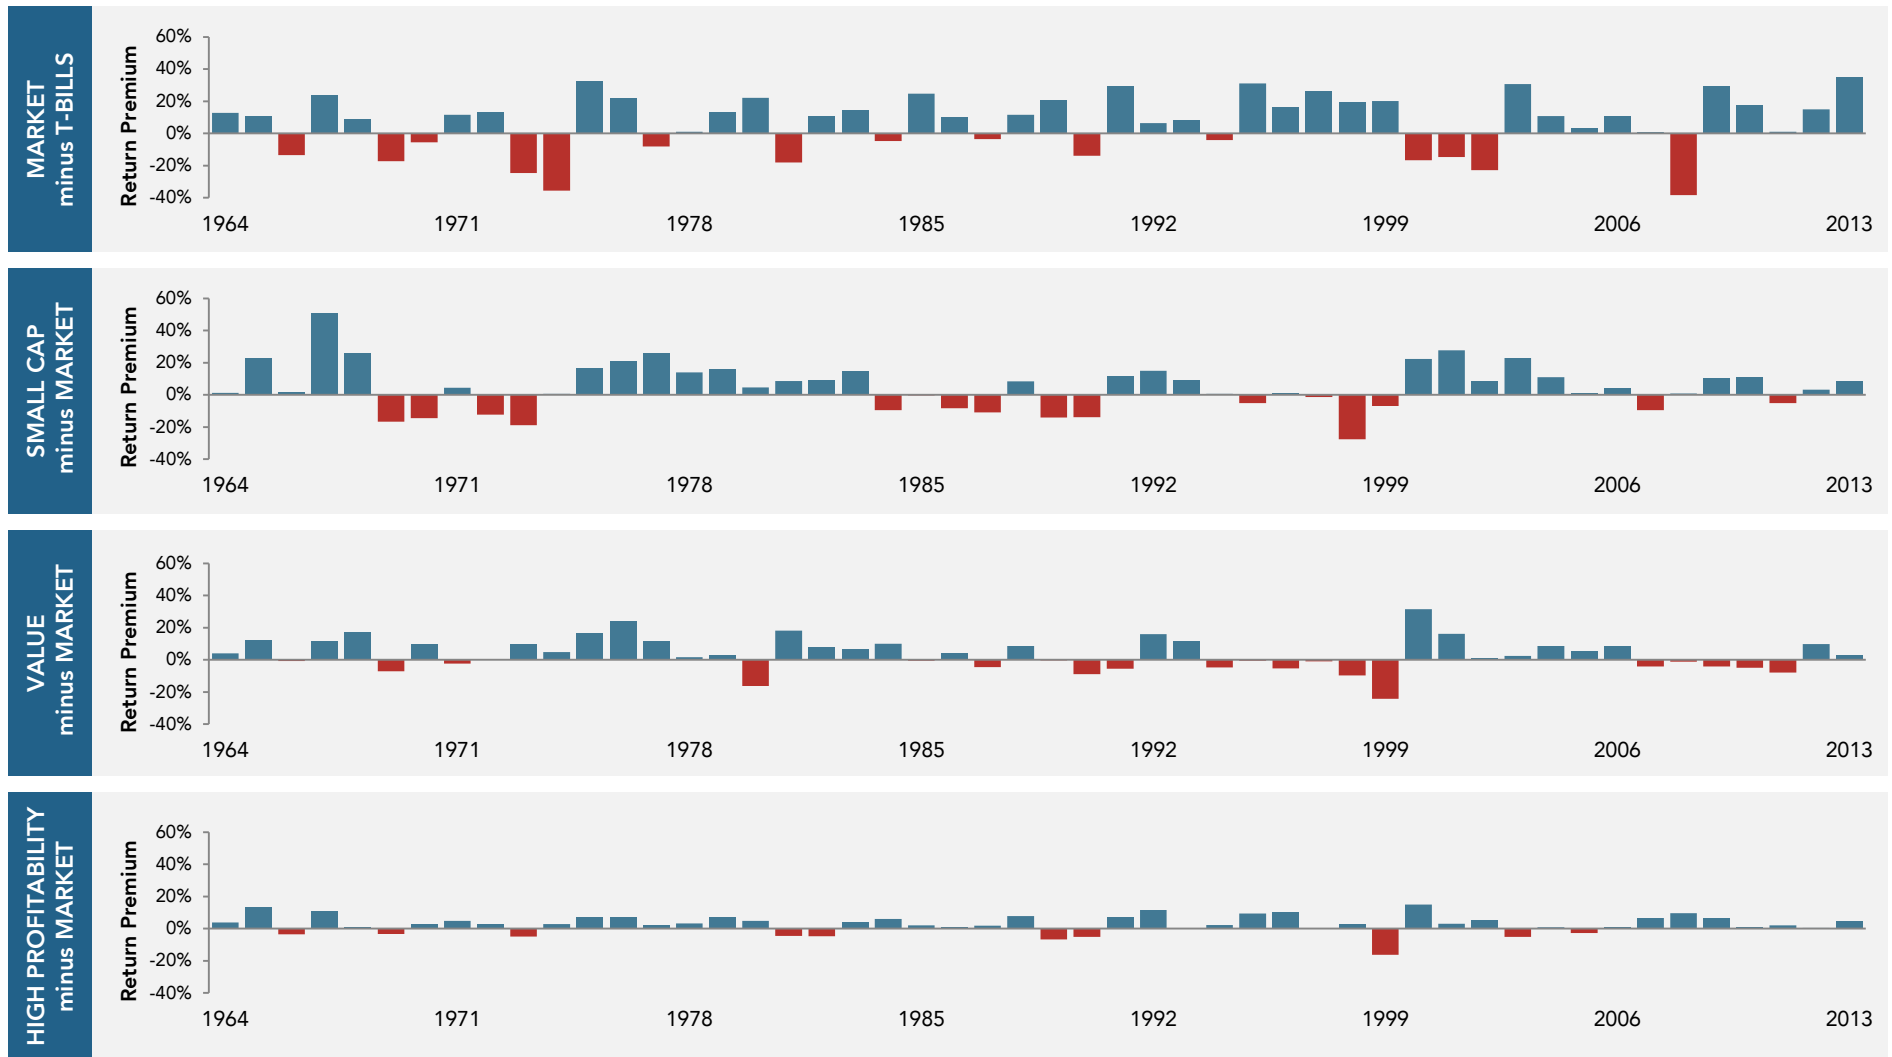 MARKET
minus T-BILLS
Return Premium
60%
40%
20%
0%
-20%
-40%
1964 1971 1978 1985 1992 1999 2006 2013
SMALL CAP
minus MARKET
Return Premium
60%
40%
20%
0%
-20%
-40%
1964 1971 1978 1985 1992 1999 2006 2013
VALUE
minus MARKET
Return Premium
60%
40%
20%
0%
-20%
-40%
1964 1971 1978 1985 1992 1999 2006 2013
HIGH PROFITABILITY
minus MARKET
Return Premium
60%
40%
20%
0%
-20%
-40%
1964 1971 1978 1985 1992 1999 2006 2013